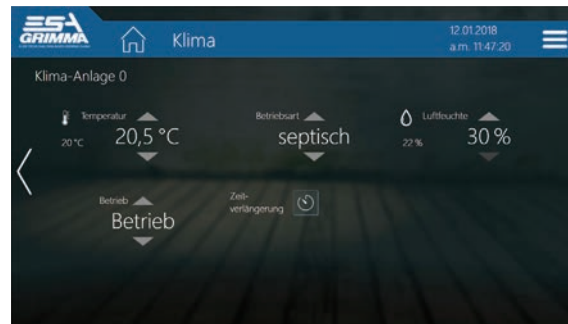 ESA
GRIMMA
Klima
12.01.2018
a.m. 11:47:20
Klima-Anlage 0
Temperatur
20 °C
20,5 °C
Betriebsart
septisch
Luftfeuchte
22 %
30 %
Betrieb
Betrieb
Zeit-
verlängerung